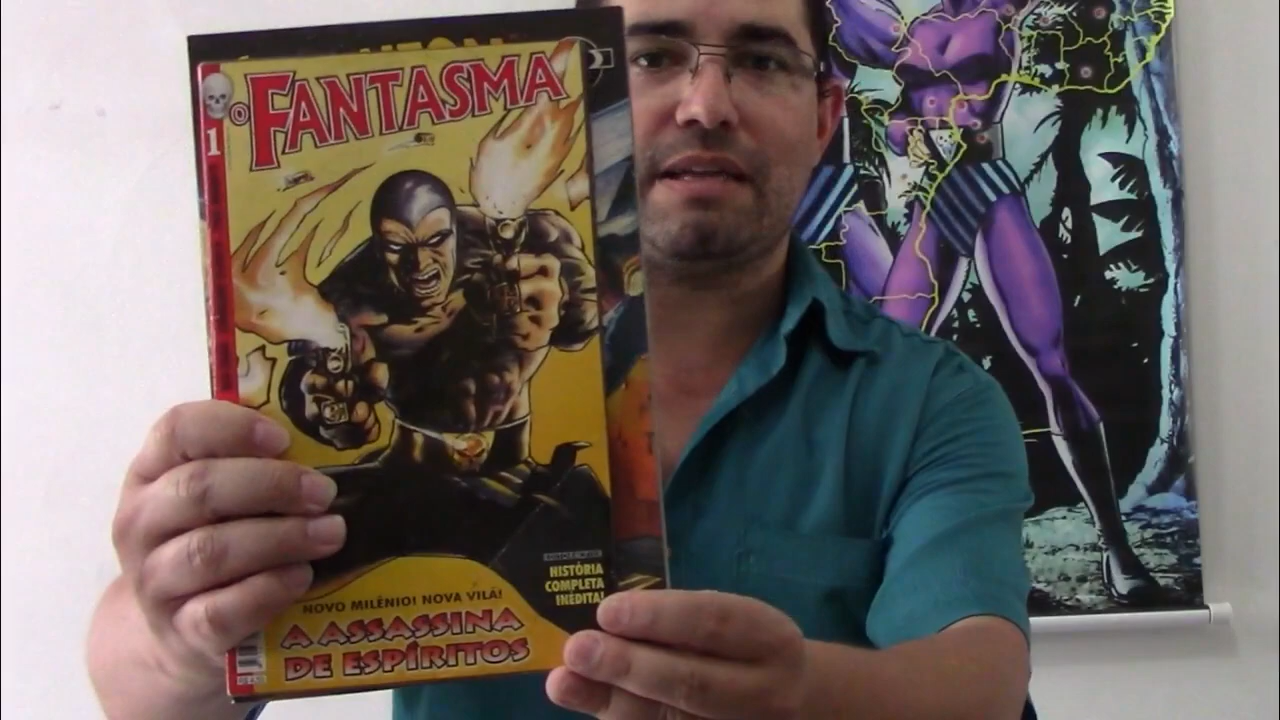 O FANTASMA
1
HISTÓRIA
COMPLETA
INÉDITA!
NOVO MILÊNIO! NOVA VILÃ!
A ASSASSINA
DE ESPÍRITOS